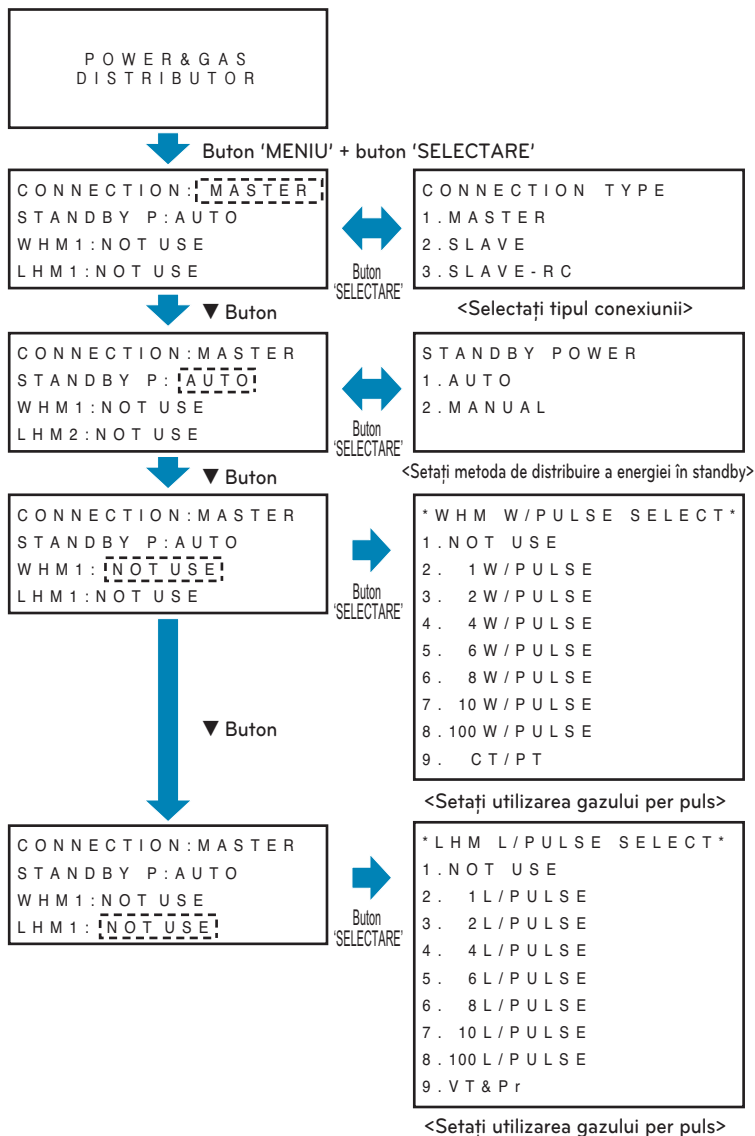 POWER&GAS
DISTRIBUTOR
Buton 'MENIU' + buton 'SELECTARE'
CONNECTION: MASTER
STANDBY P:AUTO
WHM1:NOT USE
LHM1:NOT USE
Buton
'SELECTARE'
CONNECTION TYPE
1.MASTER
2.SLAVE
3.SLAVE-RC
<Selectați tipul conexiunii>
▼ Buton
CONNECTION:MASTER
STANDBY P: AUTO
WHM1:NOT USE
LHM2:NOT USE
Buton
'SELECTARE'
STANDBY POWER
1.AUTO
2.MANUAL
<Setați metoda de distribuire a energiei în standby>
▼ Buton
CONNECTION:MASTER
STANDBY P:AUTO
WHM1: NOT USE
LHM1:NOT USE
Buton
'SELECTARE'
*WHM W/PULSE SELECT*
1.NOT USE
2. 1W/PULSE
3. 2W/PULSE
4. 4W/PULSE
5. 6W/PULSE
6. 8W/PULSE
7. 10W/PULSE
8.100W/PULSE
9. CT/PT
<Setați utilizarea gazului per puls>
▼ Buton
CONNECTION:MASTER
STANDBY P:AUTO
WHM1:NOT USE
LHM1: NOT USE
Buton
'SELECTARE'
*LHM L/PULSE SELECT*
1.NOT USE
2. 1L/PULSE
3. 2L/PULSE
4. 4L/PULSE
5. 6L/PULSE
6. 8L/PULSE
7. 10L/PULSE
8.100L/PULSE
9.VT&Pr
<Setați utilizarea gazului per puls>